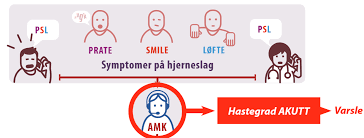 PSL
PSL
PRATE SMILE LØFTE
Symptomer på hjerneslag
AMK
Hastegrad AKUTT
Varsle